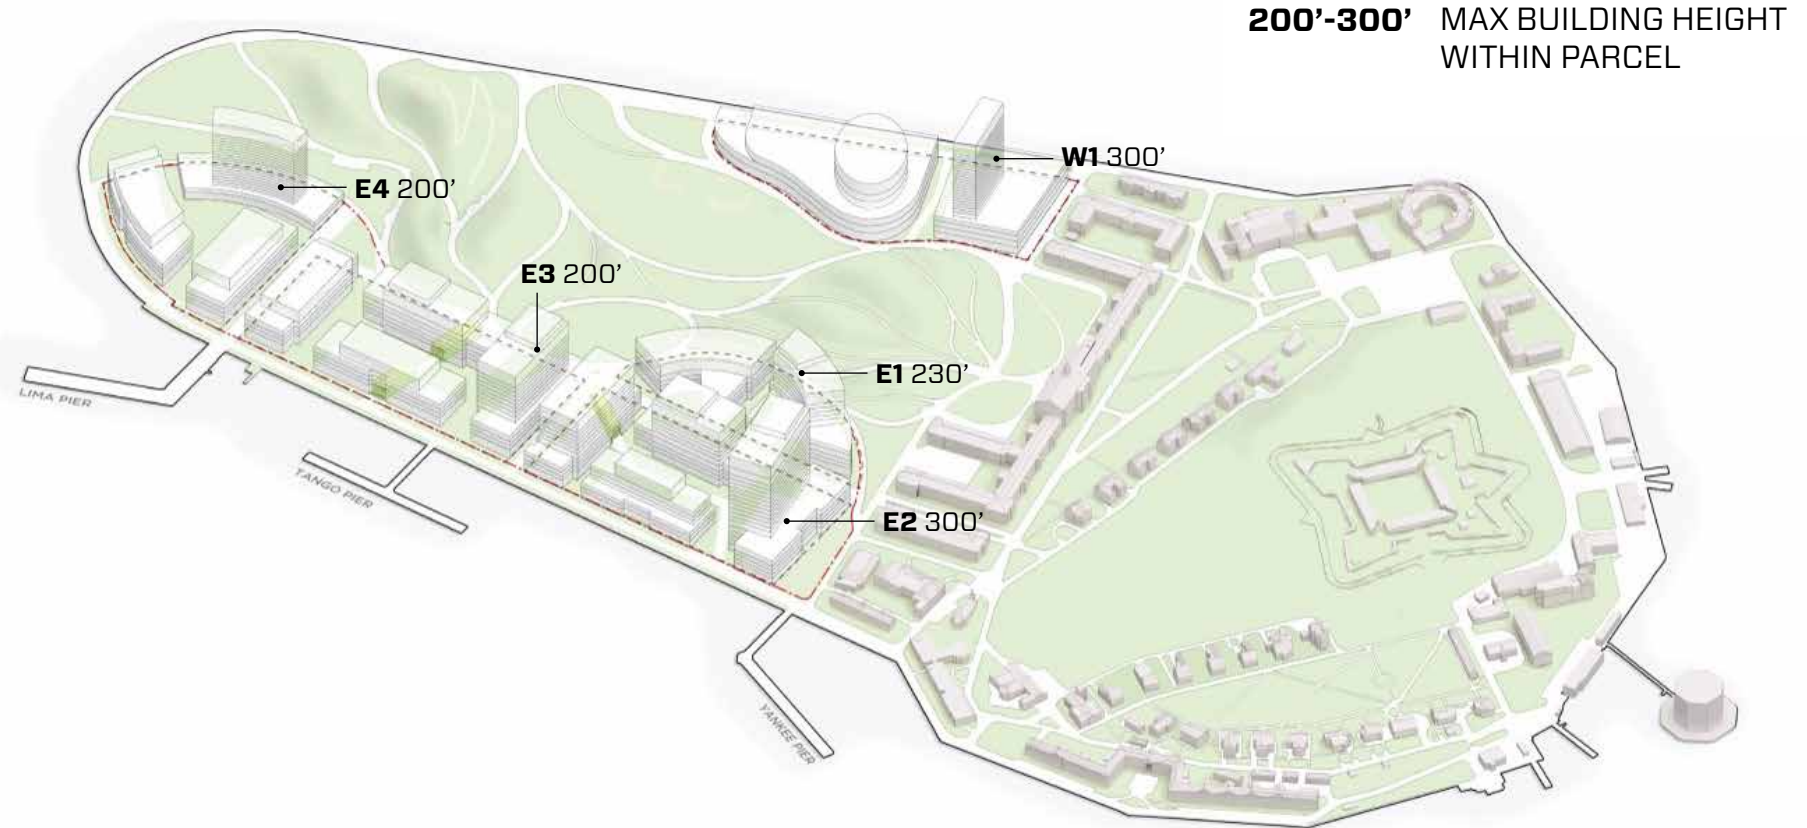 200'-300' MAX BUILDING HEIGHT
WITHIN PARCEL
W1 300'
E4 200'
E3 200'
E1 230'
E2 300'
LIMA PIER
TANGO PIER
YANKEE PIER